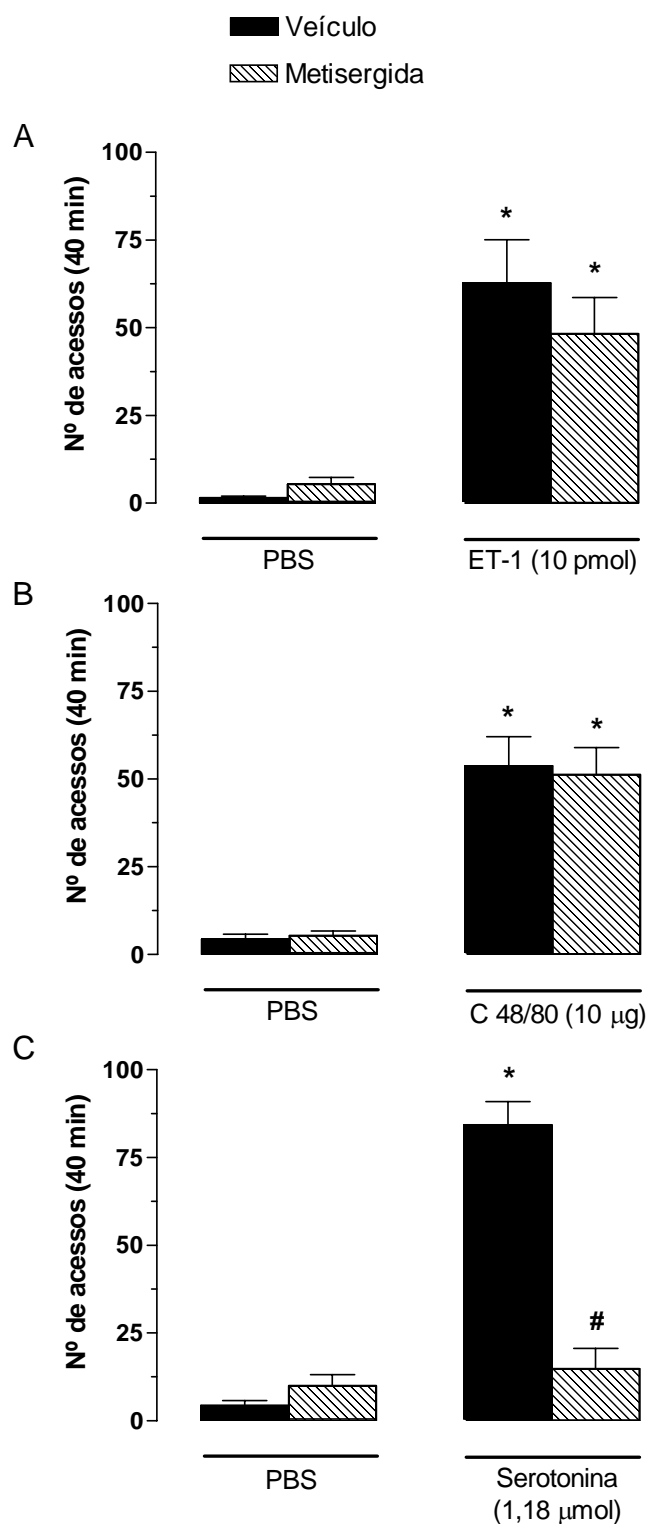 Veículo
Metisergida
A
Nº de acessos (40 min)
100
75
50
25
0
*
*
PBS
ET-1 (10 pmol)
B
Nº de acessos (40 min)
100
75
50
25
0
*
*
PBS
C 48/80 (10 µg)
C
Nº de acessos (40 min)
100
75
50
25
0
*
#
PBS
Serotonina
(1,18 µmol)